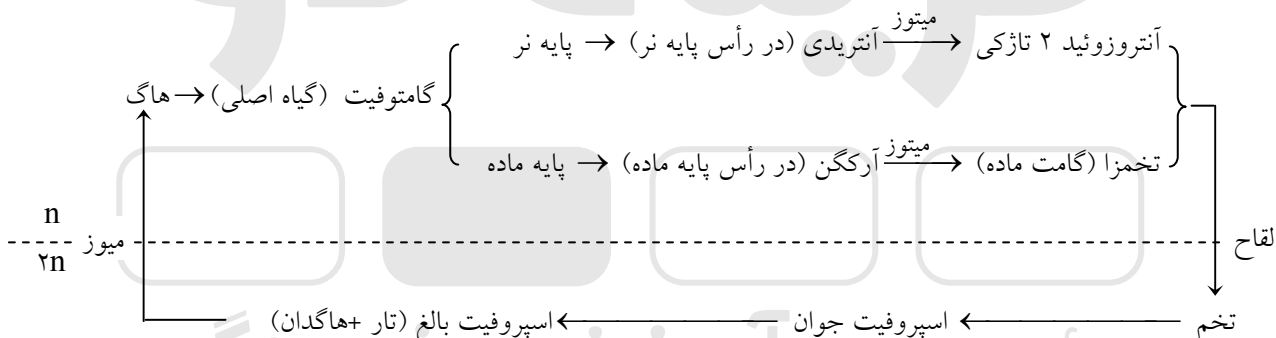 آنتروزوئید ۲ تاژکی ← میتوز آنتریدی (در رأس پایه نر) → پایه نر
گامتوفیت (گیاه اصلی) → هاگ
تخمزا (گامت ماده) ← میتوز آرکگن (در رأس پایه ماده) → پایه ماده
n
لقاح میوز
۲n
تخم ← اسپروفیت جوان ← اسپروفیت بالغ (تار +هاگدان)